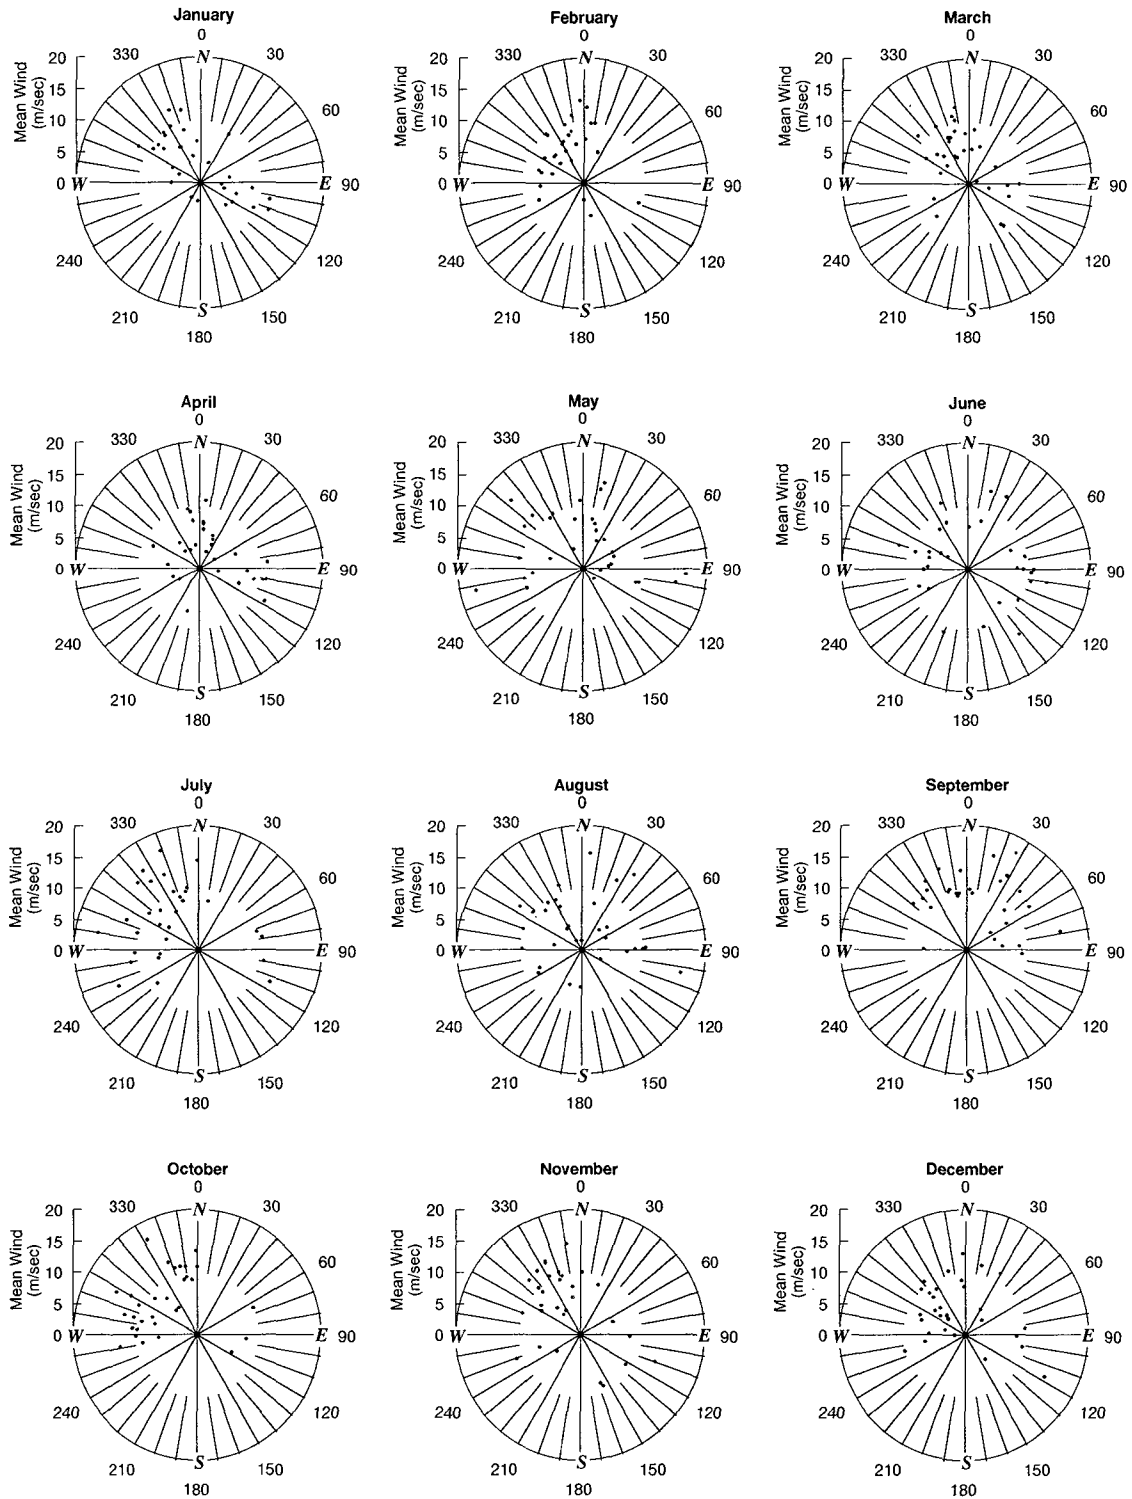 January
0
330
30
60
E 90
120
150
S
180
210
240
N
20
15
10
5
0 W
Mean Wind
(m/sec)
February
0
330
30
60
E 90
120
150
S
180
210
240
N
20
15
10
5
0 W
Mean Wind
(m/sec)
March
0
330
30
60
E 90
120
150
S
180
210
240
N
20
15
10
5
0 W
Mean Wind
(m/sec)
April
0
330
30
60
E 90
120
150
S
180
210
240
N
20
15
10
5
0 W
Mean Wind
(m/sec)
May
0
330
30
60
E 90
120
150
S
180
210
240
N
20
15
10
5
0 W
Mean Wind
(m/sec)
June
0
330
30
60
E 90
120
150
S
180
210
240
N
20
15
10
5
0 W
Mean Wind
(m/sec)
July
0
330
30
60
E 90
120
150
S
180
210
240
N
20
15
10
5
0 W
Mean Wind
(m/sec)
August
0
330
30
60
E 90
120
150
S
180
210
240
N
20
15
10
5
0 W
Mean Wind
(m/sec)
September
0
330
30
60
E 90
120
150
S
180
210
240
N
20
15
10
5
0 W
Mean Wind
(m/sec)
October
0
330
30
60
E 90
120
150
S
180
210
240
N
20
15
10
5
0 W
Mean Wind
(m/sec)
November
0
330
30
60
E 90
120
150
S
180
210
240
N
20
15
10
5
0 W
Mean Wind
(m/sec)
December
0
330
30
60
E 90
120
150
S
180
210
240
N
20
15
10
5
0 W
Mean Wind
(m/sec)